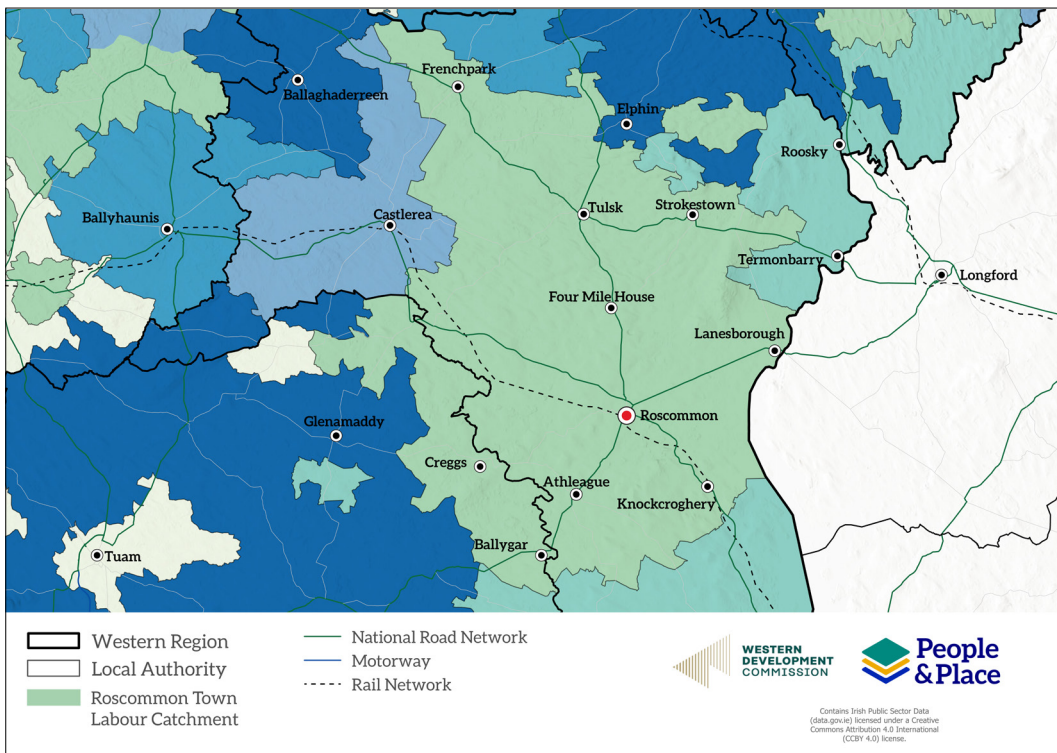 Frenchpark
Ballaghaderreen
Elphin
Roosky
Ballyhaunis
Castlerea
Tulsk
Strokestown
Termonbarry
Longford
Four Mile House
Lanesborough
Roscommon
Glenamaddy
Creggs
Athleague
Knockcroghery
Ballygar
Tuam
Western Region
Local Authority
Roscommon Town
Labour Catchment
National Road Network
Motorway
Rail Network
WESTERN
DEVELOPMENT
COMMISSION
People
&Place
Contains Irish Public Sector Data
(data.gov.ie) licensed under a Creative
Commons Attribution 4.0 International
(CCBY 4.0) license.